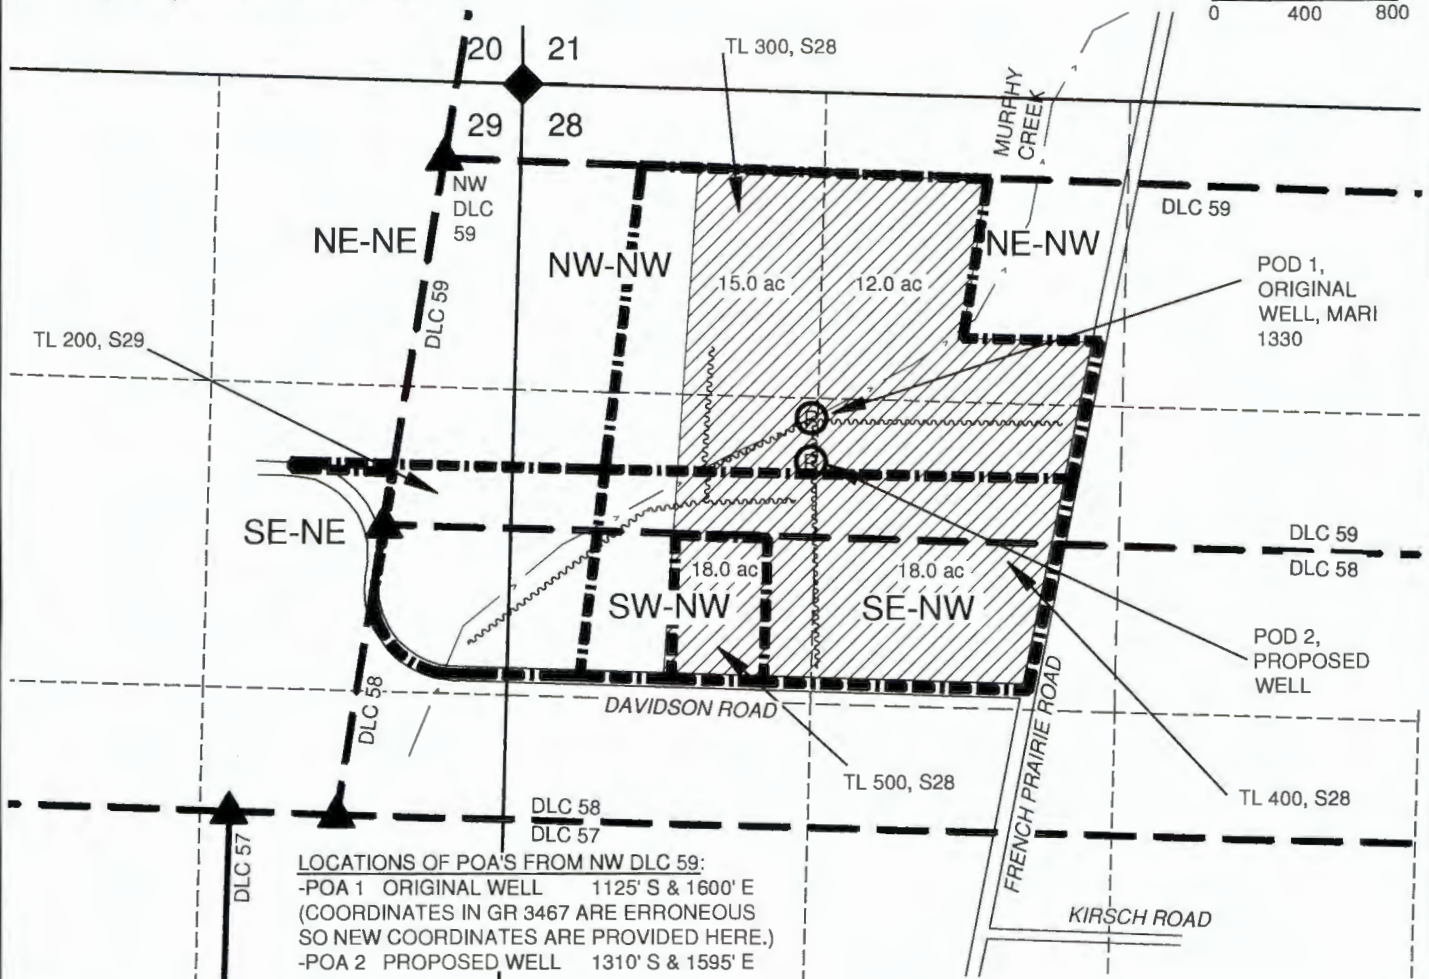 0 400 800
20 21
TL 300, S28
29 28
MURPHY
CREEK
NW
DLC
59
DLC 59
NE-NE
NW-NW
NE-NW
15.0 ac 12.0 ac
POD 1,
ORIGINAL
WELL, MARI
1330
DLC 59
TL 200, S29
SE-NE
DLC 59
DLC 58
18.0 ac 18.0 ac
SW-NW
SE-NW
POD 2,
PROPOSED
WELL
DLC 58
DAVIDSON ROAD
FRENCH PRAIRIE ROAD
TL 500, S28
TL 400, S28
DLC 58
DLC 57
DLC 57
LOCATIONS OF POA'S FROM NW DLC 59:
-POA 1 ORIGINAL WELL 1125' S & 1600' E
(COORDINATES IN GR 3467 ARE ERRONEOUS
SO NEW COORDINATES ARE PROVIDED HERE.)
-POA 2 PROPOSED WELL 1310' S & 1595' E
KIRSCH ROAD